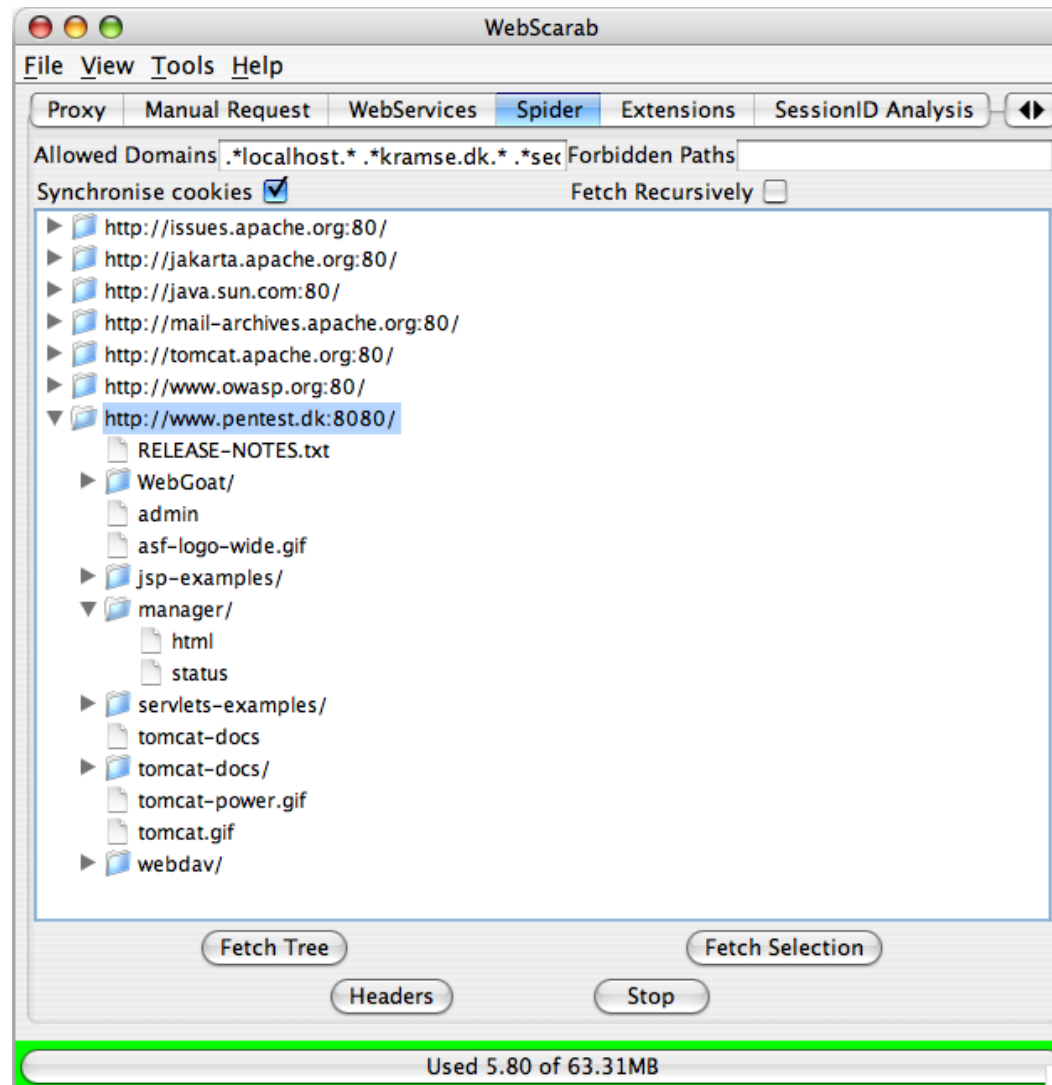 WebScarab
File View Tools Help
Proxy Manual Request WebServices Spider Extensions SessionID Analysis
Allowed Domains .*localhost.* .*kramse.dk.* .*sec Forbidden Paths
Synchronise cookies Fetch Recursively
http://issues.apache.org:80/
http://jakarta.apache.org:80/
http://java.sun.com:80/
http://mail-archives.apache.org:80/
http://tomcat.apache.org:80/
http://www.owasp.org:80/
http://www.pentest.dk:8080/
RELEASE-NOTES.txt
WebGoat/
admin
asf-logo-wide.gif
jsp-examples/
manager/
html
status
servlets-examples/
tomcat-docs
tomcat-docs/
tomcat-power.gif
tomcat.gif
webdav/
Fetch Tree Fetch Selection
Headers Stop
Used 5.80 of 63.31MB